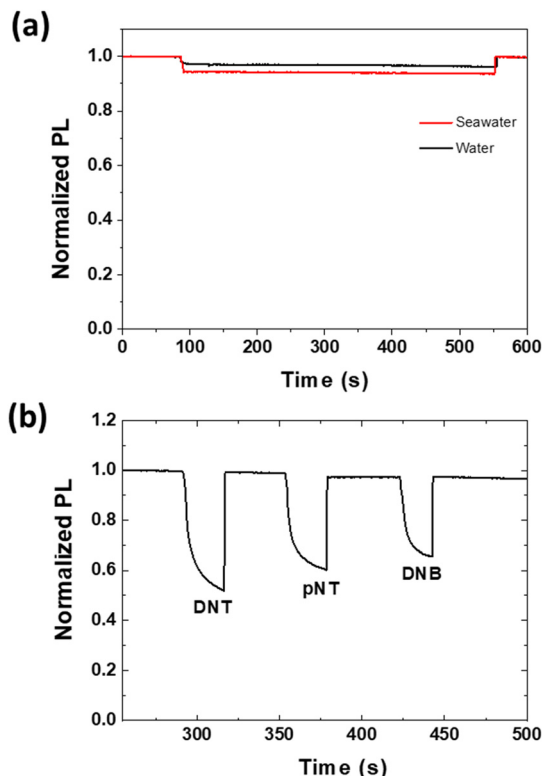 (a)
1.0
0.8
0.6
0.4
0.2
0.0
Normalized PL
Seawater
Water
0 100 200 300 400 500 600
Time (s)
(b)
1.2
1.0
0.8
0.6
0.4
0.2
0.0
Normalized PL
DNT
pNT
DNB
300 350 400 450 500
Time (s)